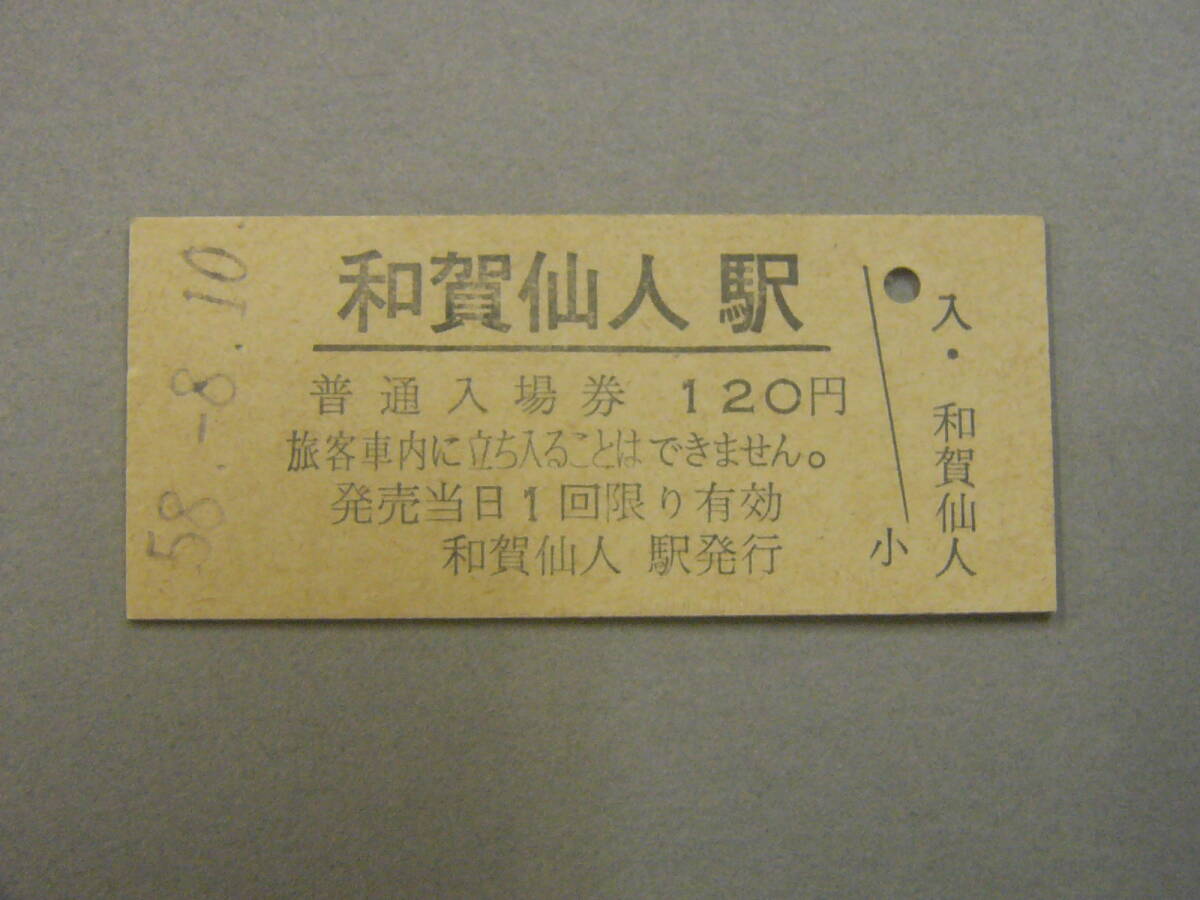 和賀仙人駅
普通入場券 120円
旅客車内に立ち入ることはできません。
発売当日1回限り有効
和賀仙人 駅発行
58.-8.10.
入・和賀仙人
小